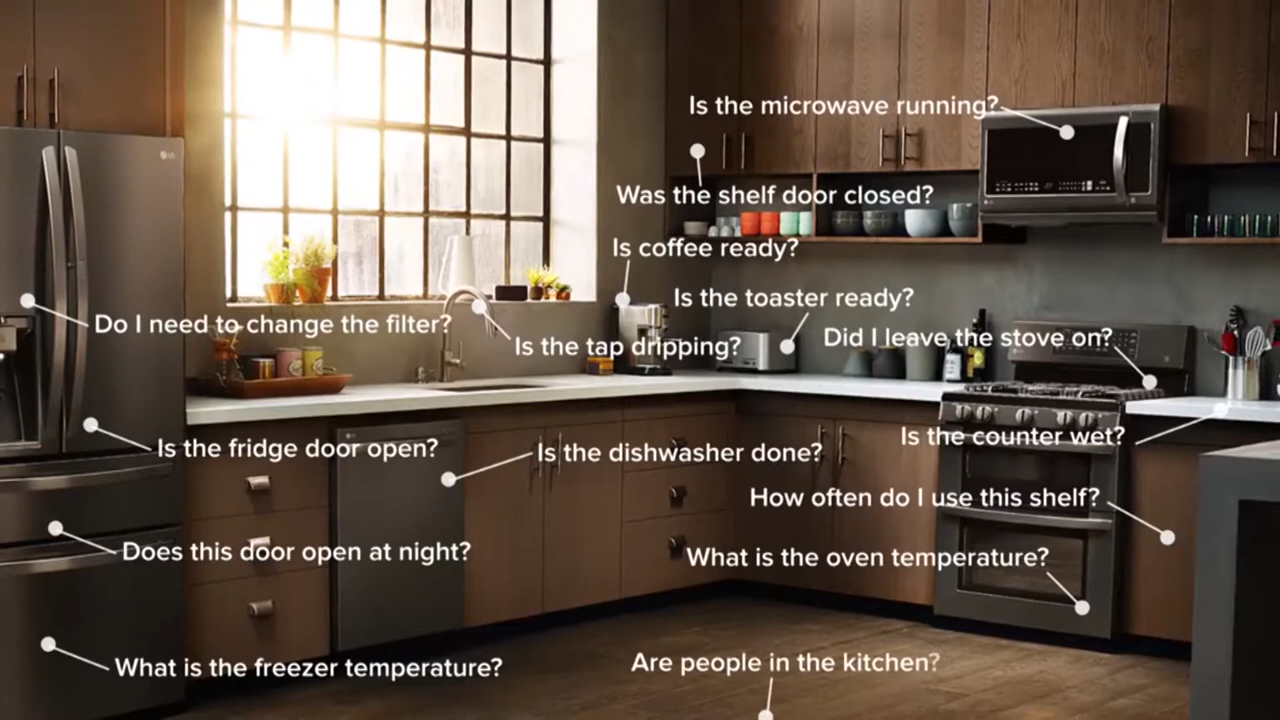 Is the microwave running?
Was the shelf door closed?
Is coffee ready?
Is the toaster ready?
Do I need to change the filter?
Is the tap dripping?
Did I leave the stove on?
Is the fridge door open?
Is the dishwasher done?
Is the counter wet?
How often do I use this shelf?
Does this door open at night?
What is the oven temperature?
What is the freezer temperature?
Are people in the kitchen?
LG